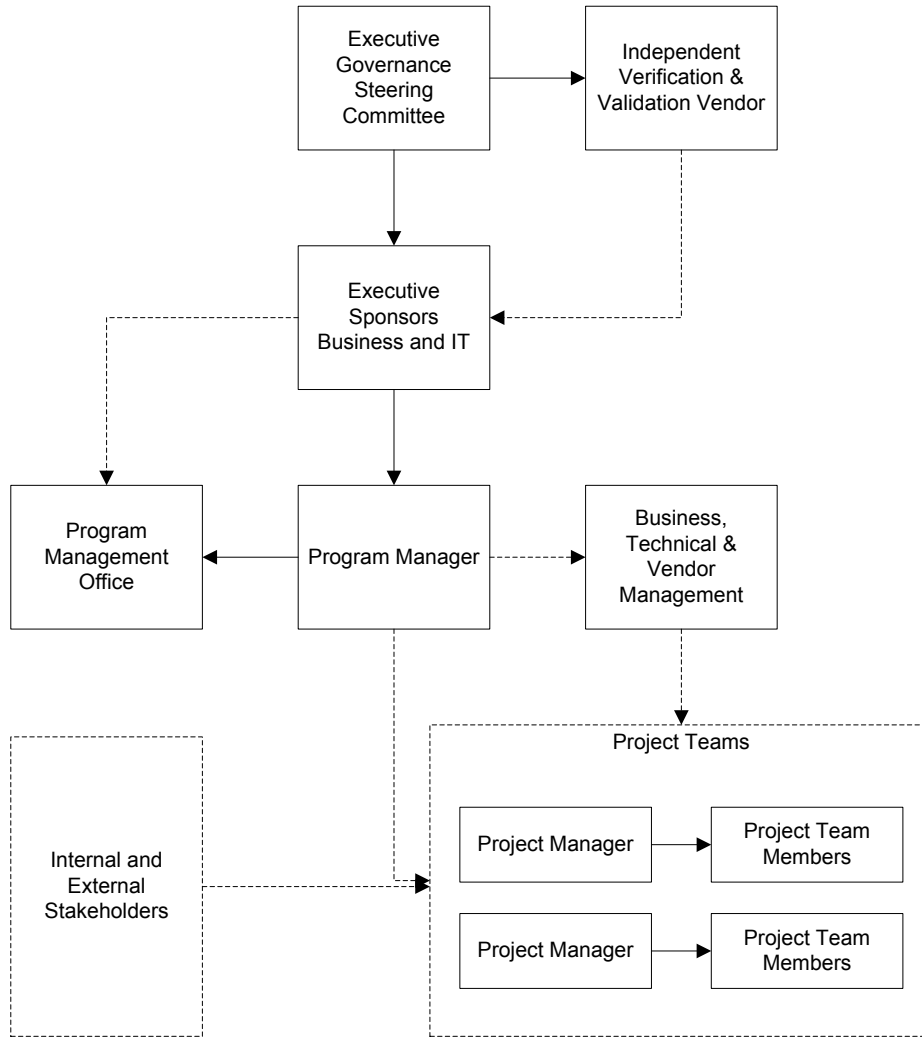 Executive
Governance
Steering
Committee
Independent
Verification &
Validation Vendor
Executive
Sponsors
Business and IT
Program
Management
Office
Program Manager
Business,
Technical &
Vendor
Management
Internal and
External
Stakeholders
Project Teams
Project Manager
Project Team
Members
Project Manager
Project Team
Members